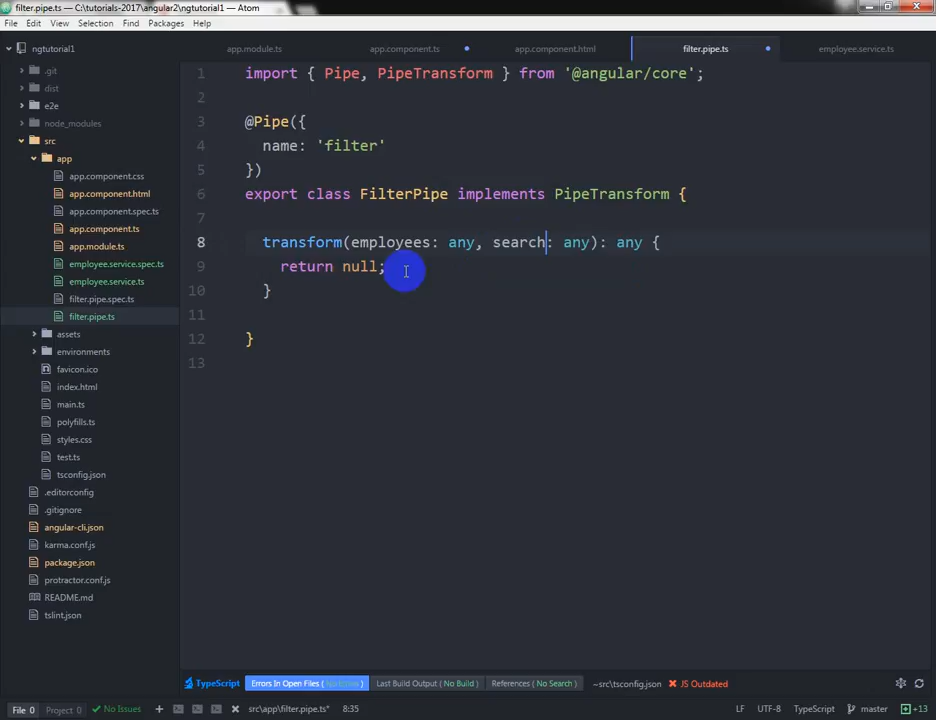 filter.pipe.ts — C:\tutorials-2017\angular2\ngtutorial1 — Atom
File Edit View Selection Find Packages Help
ngtutorial1
app.module.ts
app.component.ts
app.component.html
filter.pipe.ts
employee.service.ts
.git
dist
e2e
node_modules
src
app
app.component.css
app.component.html
app.component.spec.ts
app.component.ts
app.module.ts
employee.service.spec.ts
employee.service.ts
filter.pipe.spec.ts
filter.pipe.ts
assets
environments
favicon.ico
index.html
main.ts
polyfills.ts
styles.css
test.ts
tsconfig.json
.editorconfig
.gitignore
angular-cli.json
karma.conf.js
package.json
protractor.conf.js
README.md
tslint.json
1 import { Pipe, PipeTransform } from '@angular/core';
2
3 @Pipe({
4 name: 'filter'
5 })
6 export class FilterPipe implements PipeTransform {
7
8 transform(employees: any, search: any): any {
9 return null;
10 }
11
12 }
13
TypeScript
Errors In Open Files (
)
Last Build Output ( No Build )
References ( No Search )
~src\tsconfig.json
JS Outdated
File 0 Project 0 No Issues
src\app\filter.pipe.ts* 8:35
LF UTF-8 TypeScript master +13